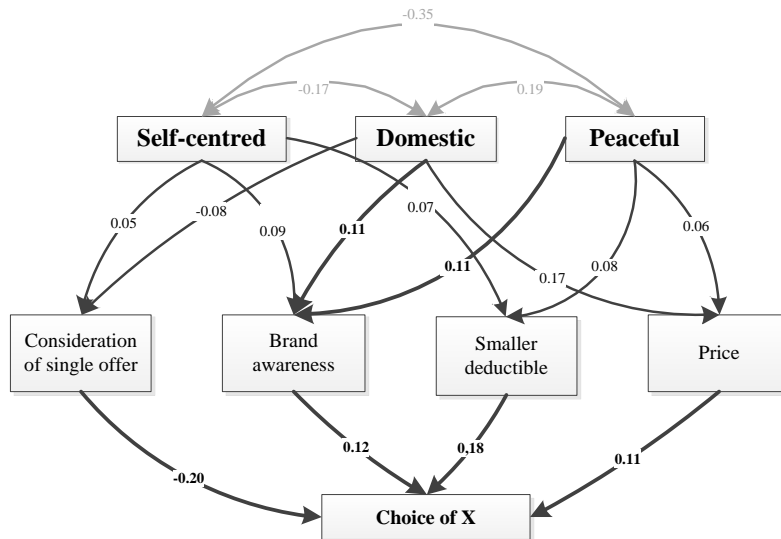 -0.35
-0.17
0.19
Self-centred
Domestic
Peaceful
0.05
-0.08
0.09
0.11
0.07
0.11
0.17
0.08
0.06
Consideration
of single offer
Brand
awareness
Smaller
deductible
Price
-0.20
0.12
0,18
0.11
Choice of X